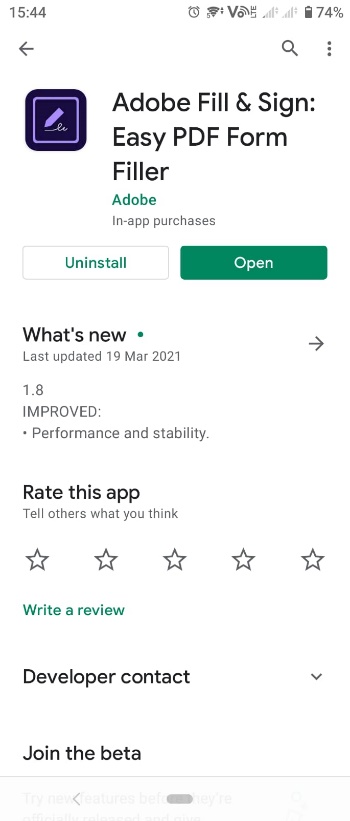 15:44
74%
Adobe Fill & Sign:
Easy PDF Form
Filler
Adobe
In-app purchases
Uninstall
Open
What's new
Last updated 19 Mar 2021
1.8
IMPROVED:
• Performance and stability.
Rate this app
Tell others what you think
Write a review
Developer contact
Join the beta
Try new features before they're
officially released and give